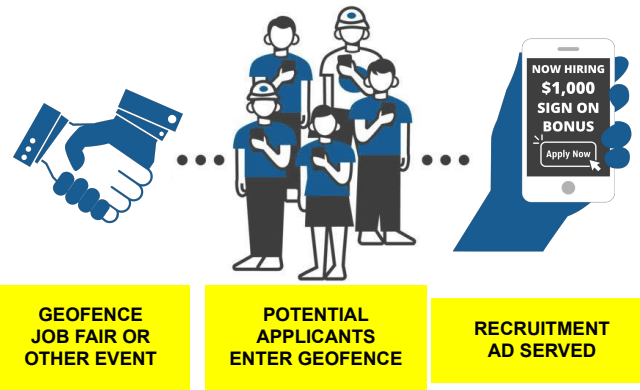 NOW HIRING
$1,000
SIGN ON
BONUS
Apply Now
GEOFENCE
JOB FAIR OR
OTHER EVENT
POTENTIAL
APPLICANTS
ENTER GEOFENCE
RECRUITMENT
AD SERVED